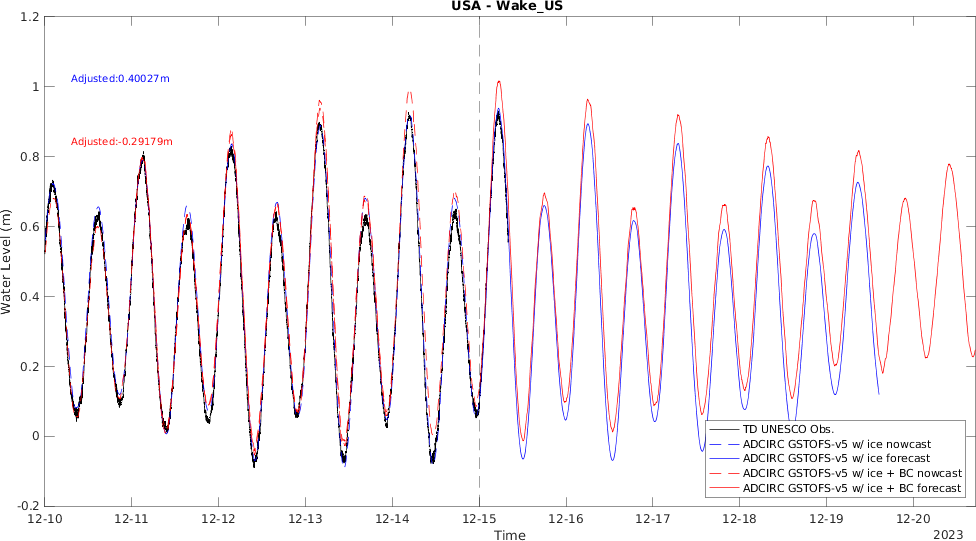 USA - Wake_US
1.2
1
0.8
0.6
0.4
0.2
0
-0.2
Water Level (m)
Adjusted:0.40027m
Adjusted:-0.29179m
TD UNESCO Obs.
ADCIRC GSTOFS-v5 w/ ice nowcast
ADCIRC GSTOFS-v5 w/ ice forecast
ADCIRC GSTOFS-v5 w/ ice + BC nowcast
ADCIRC GSTOFS-v5 w/ ice + BC forecast
12-10 12-11 12-12 12-13 12-14 12-15 12-16 12-17 12-18 12-19 12-20
Time
2023